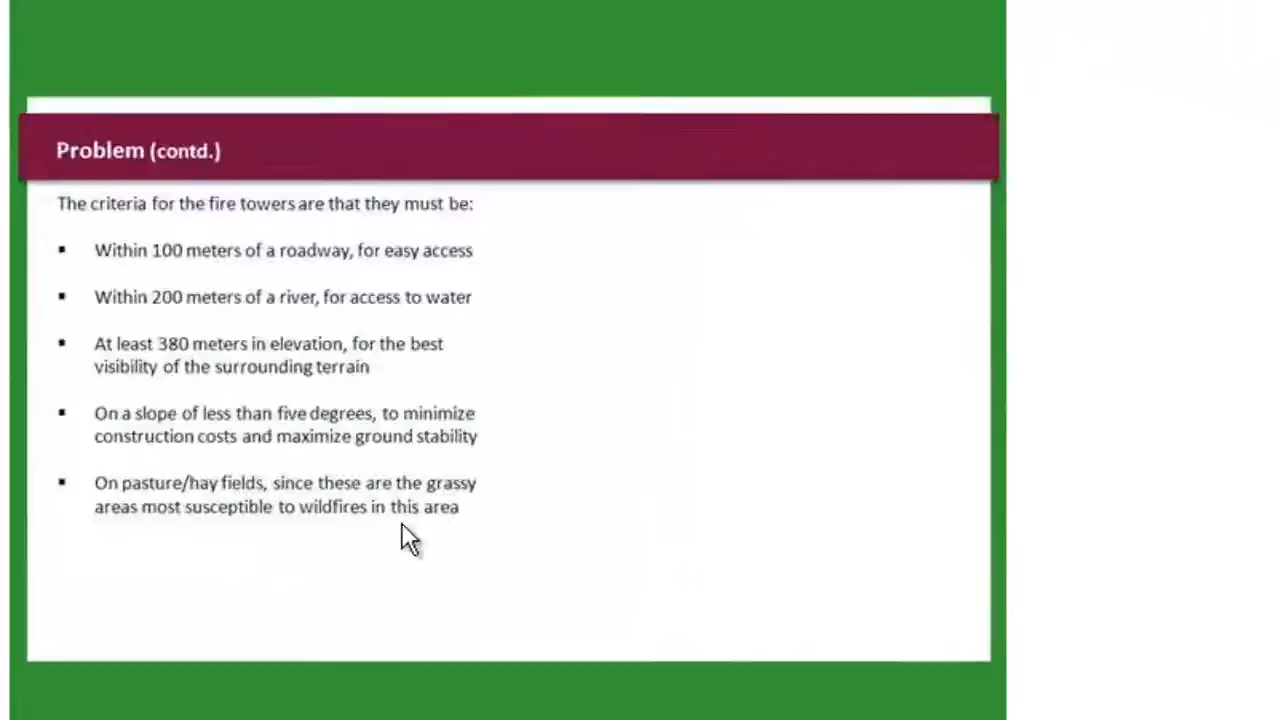 Problem (contd.)
The criteria for the fire towers are that they must be:
▪ Within 100 meters of a roadway, for easy access
▪ Within 200 meters of a river, for access to water
▪ At least 380 meters in elevation, for the best
visibility of the surrounding terrain
▪ On a slope of less than five degrees, to minimize
construction costs and maximize ground stability
▪ On pasture/hay fields, since these are the grassy
areas most susceptible to wildfires in this area